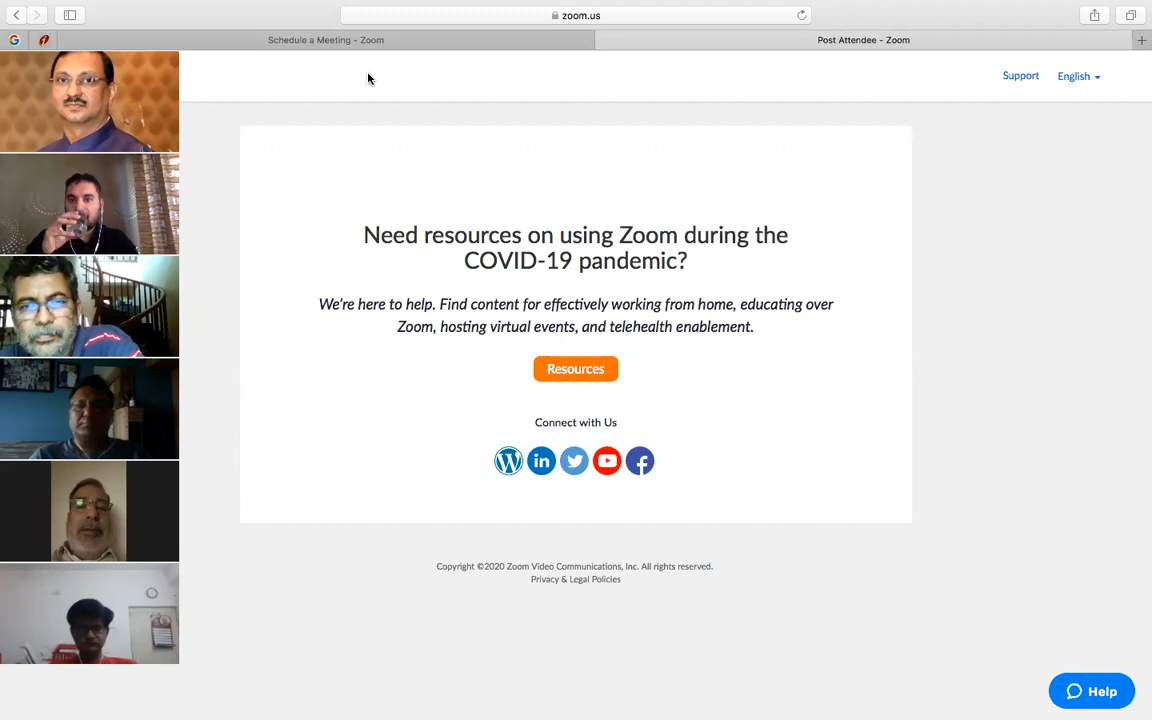 zoom.us
Schedule a Meeting - Zoom
Post Attendee - Zoom
Support
English
Need resources on using Zoom during the
COVID-19 pandemic?
We're here to help. Find content for effectively working from home, educating over
Zoom, hosting virtual events, and telehealth enablement.
Resources
Connect with Us
Copyright ©2020 Zoom Video Communications, Inc. All rights reserved.
Privacy & Legal Policies
Help